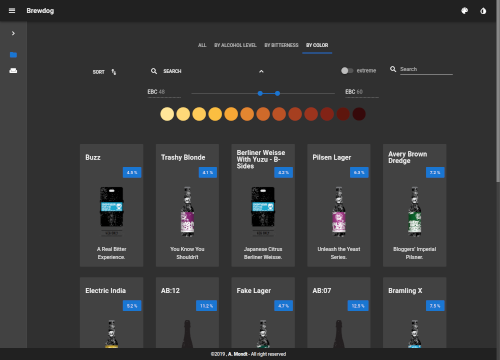 Brewdog
ALL BY ALCOHOL LEVEL BY BITTERNESS BY COLOR
SORT SEARCH extreme Search
EBC 48 EBC 60
Buzz
4.5 %
A Real Bitter
Experience.
Trashy Blonde
4.1 %
You Know You
Shouldn't
Berliner Weisse
With Yuzu - B-
Sides
4.2 %
Japanese Citrus
Berliner Weisse.
Pilsen Lager
6.3 %
Unleash the Yeast
Series.
Avery Brown
Dredge
7.2 %
Bloggers' Imperial
Pilsner.
Electric India
5.2 %
AB:12
11.2 %
Fake Lager
4.7 %
AB:07
12.5 %
Bramling X
7.5 %
©2019 , A. Mundt - All right reserved